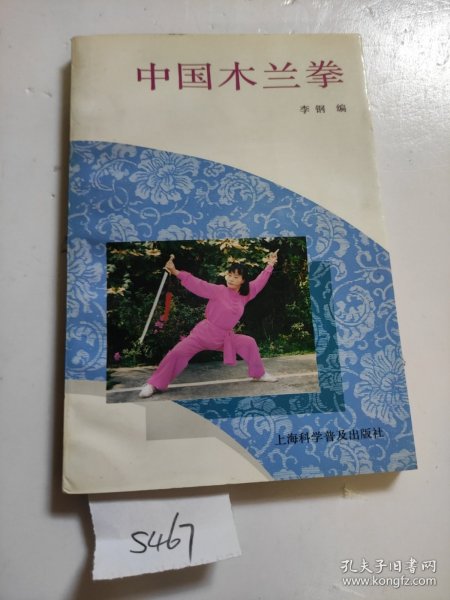 中国木兰拳
李钢 编
上海科学普及出版社
S467
孔夫子旧书网
www.kongfz.com